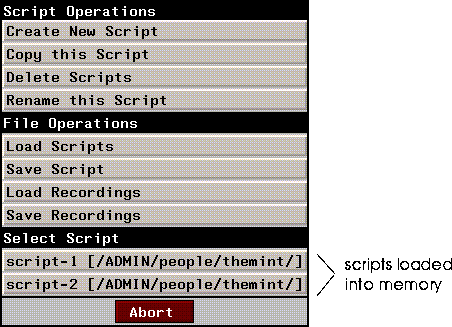 Script Operations
Create New Script
Copy this Script
Delete Scripts
Rename this Script
File Operations
Load Scripts
Save Script
Load Recordings
Save Recordings
Select Script
script-1 [/ADMIN/people/themint/]
script-2 [/ADMIN/people/themint/]
scripts loaded
into memory
Abort